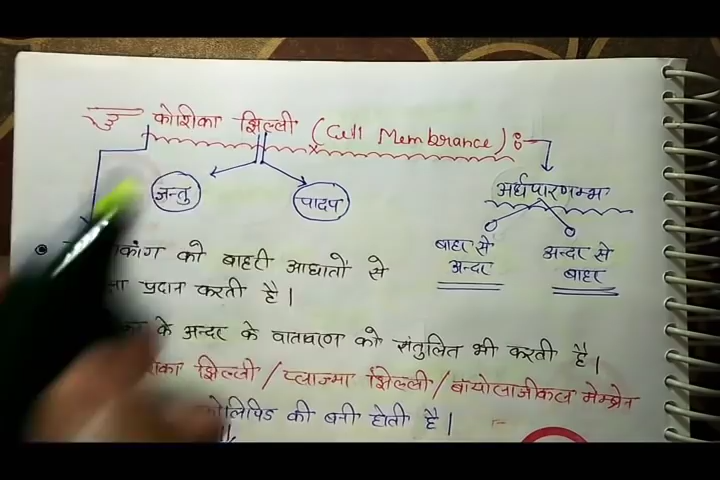 कोशिका झिल्ली (Cell Membrance) :
जन्तु
पादप
अर्धपारगम्भ
बाहर से
अन्दर
अन्दर से
बाहर
को बाहरी आघातों से
प्रदान करती है।
के अन्दर के वातावरण को संतुलित भी करती है।
झिल्ली / प्लाज्मा झिल्ली / बायोलाजीकल मेम्ब्रेन
की बनी होती है।